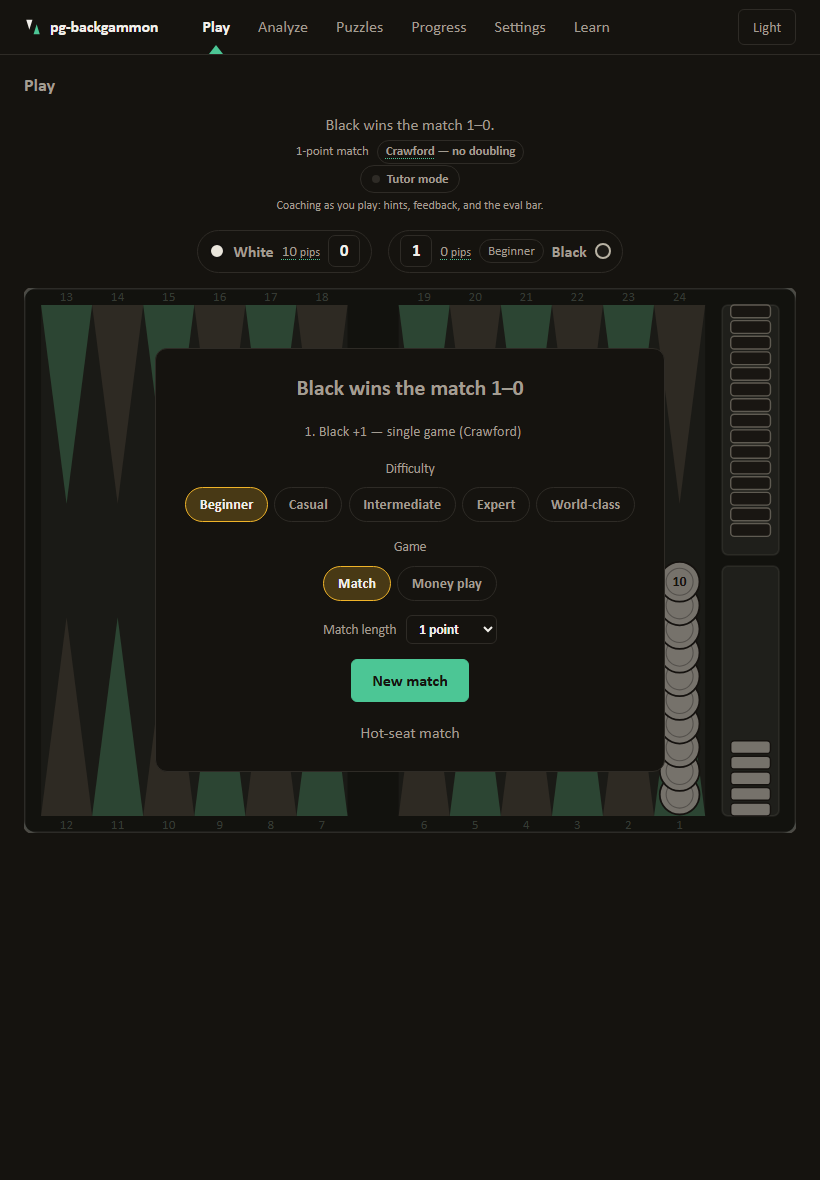 pg-backgammon Play Analyze Puzzles Progress Settings Learn Light
Play
Black wins the match 1–0.
1-point match Crawford — no doubling
Tutor mode
Coaching as you play: hints, feedback, and the eval bar.
White 10 pips 0 1 0 pips Beginner Black
13 14 15 16 17 18 19 20 21 22 23 24
Black wins the match 1–0
1. Black +1 — single game (Crawford)
Difficulty
Beginner Casual Intermediate Expert World-class
Game
Match Money play
10
Match length 1 point
New match
Hot-seat match
12 11 10 9 8 7 6 5 4 3 2 1